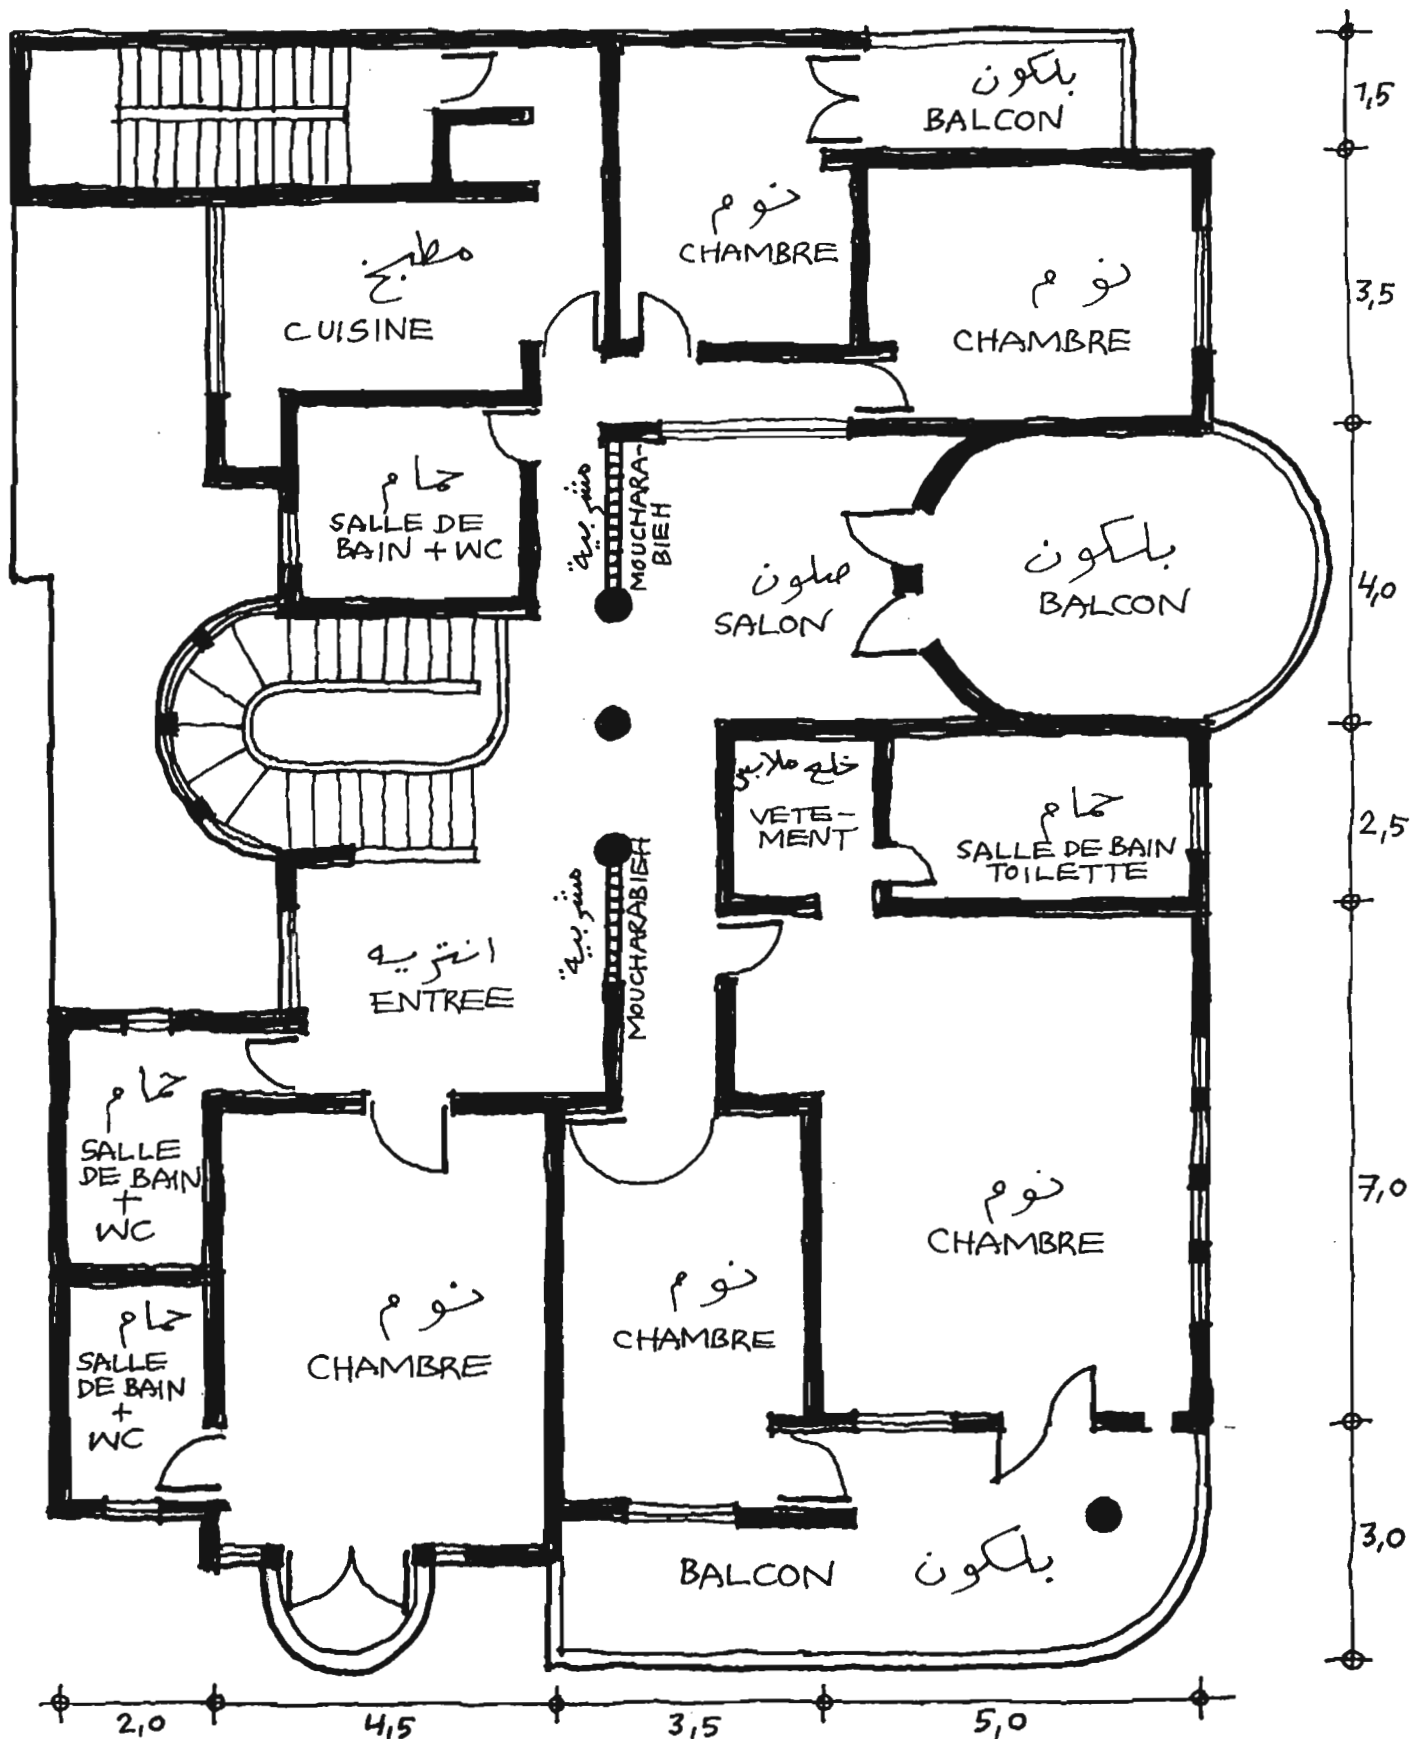 بلكون
BALCON
1,5
نوم
CHAMBRE
مطبخ
CUISINE
نوم
CHAMBRE
3,5
حمام
SALLE DE
BAIN + WC
مشربية
MOUCHARA-
BIEH
صلون
SALON
بلكون
BALCON
4,0
خلع ملابس
VETE-
MENT
حمام
SALLE DE BAIN
TOILETTE
2,5
مشربية
MOUCHARABIEH
انتريه
ENTREE
حمام
SALLE
DE BAIN
+
WC
نوم
CHAMBRE
7,0
حمام
SALLE
DE BAIN
+
WC
نوم
CHAMBRE
نوم
CHAMBRE
BALCON بلكون
3,0
2,0 4,5 3,5 5,0